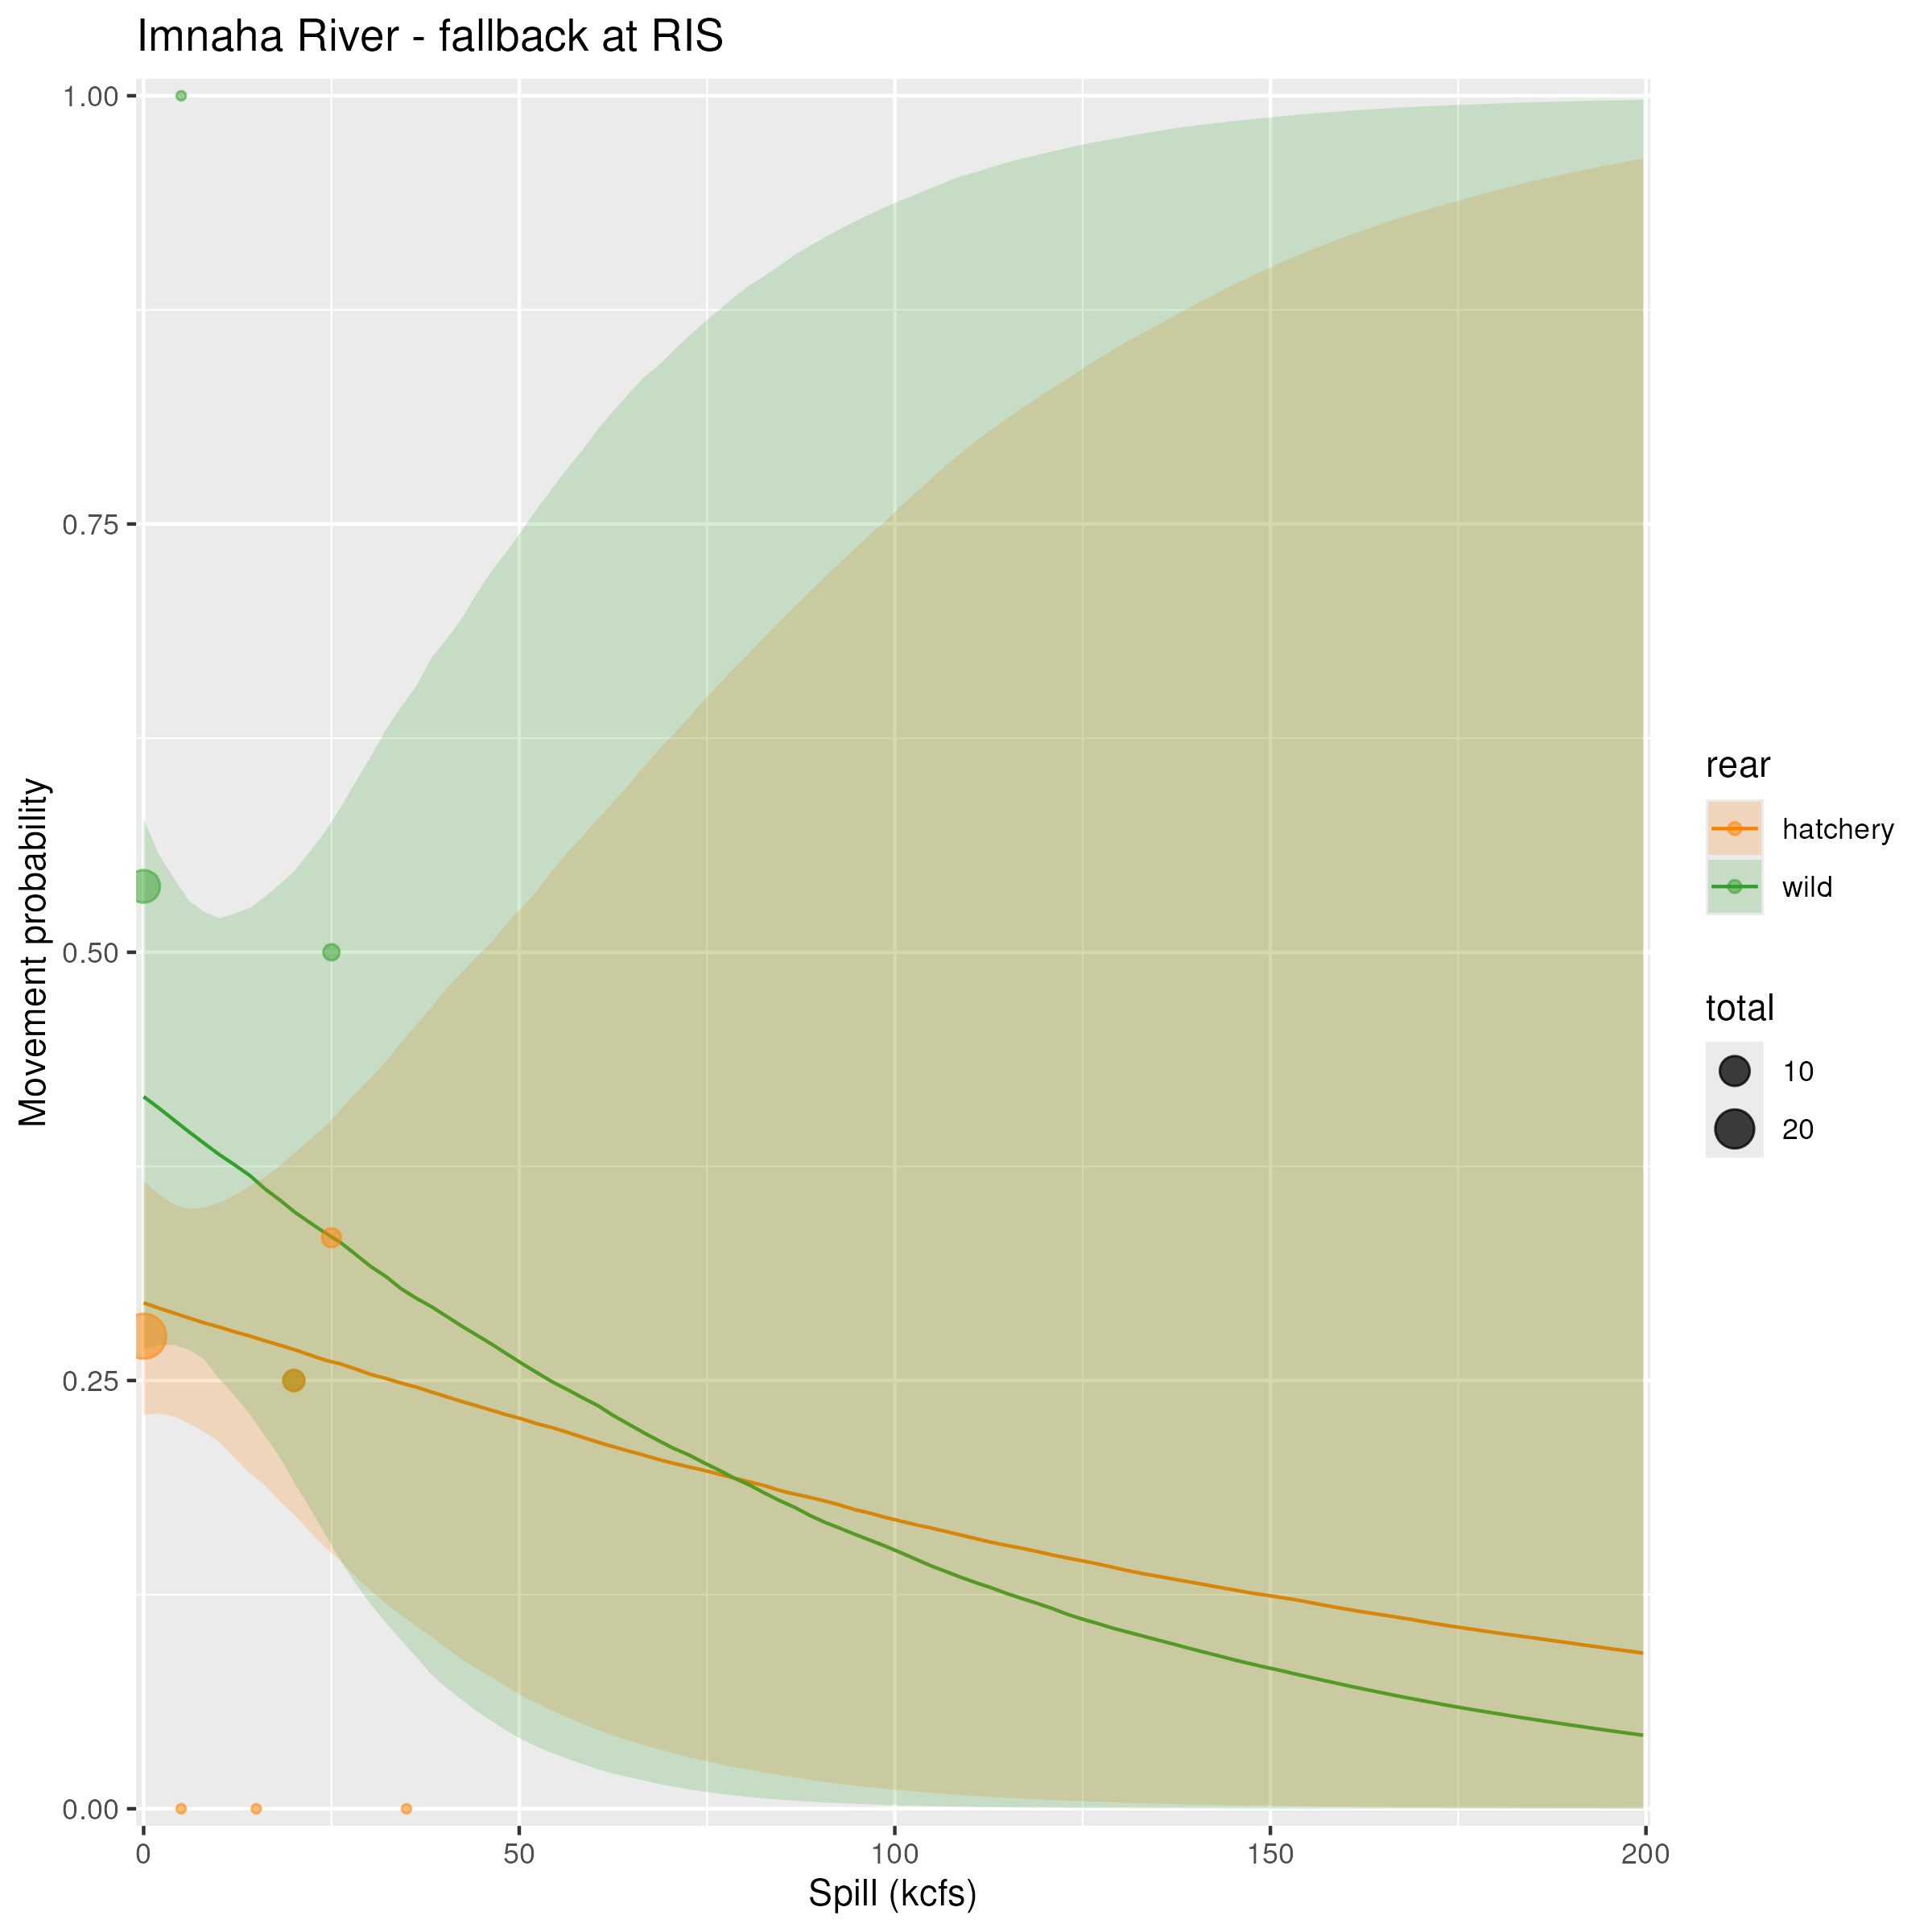 Imnaha River - fallback at RIS
Movement probability
1.00
0.75
0.50
0.25
0.00
0
50
100
150
200
Spill (kcfs)
rear
hatchery
wild
total
10
20